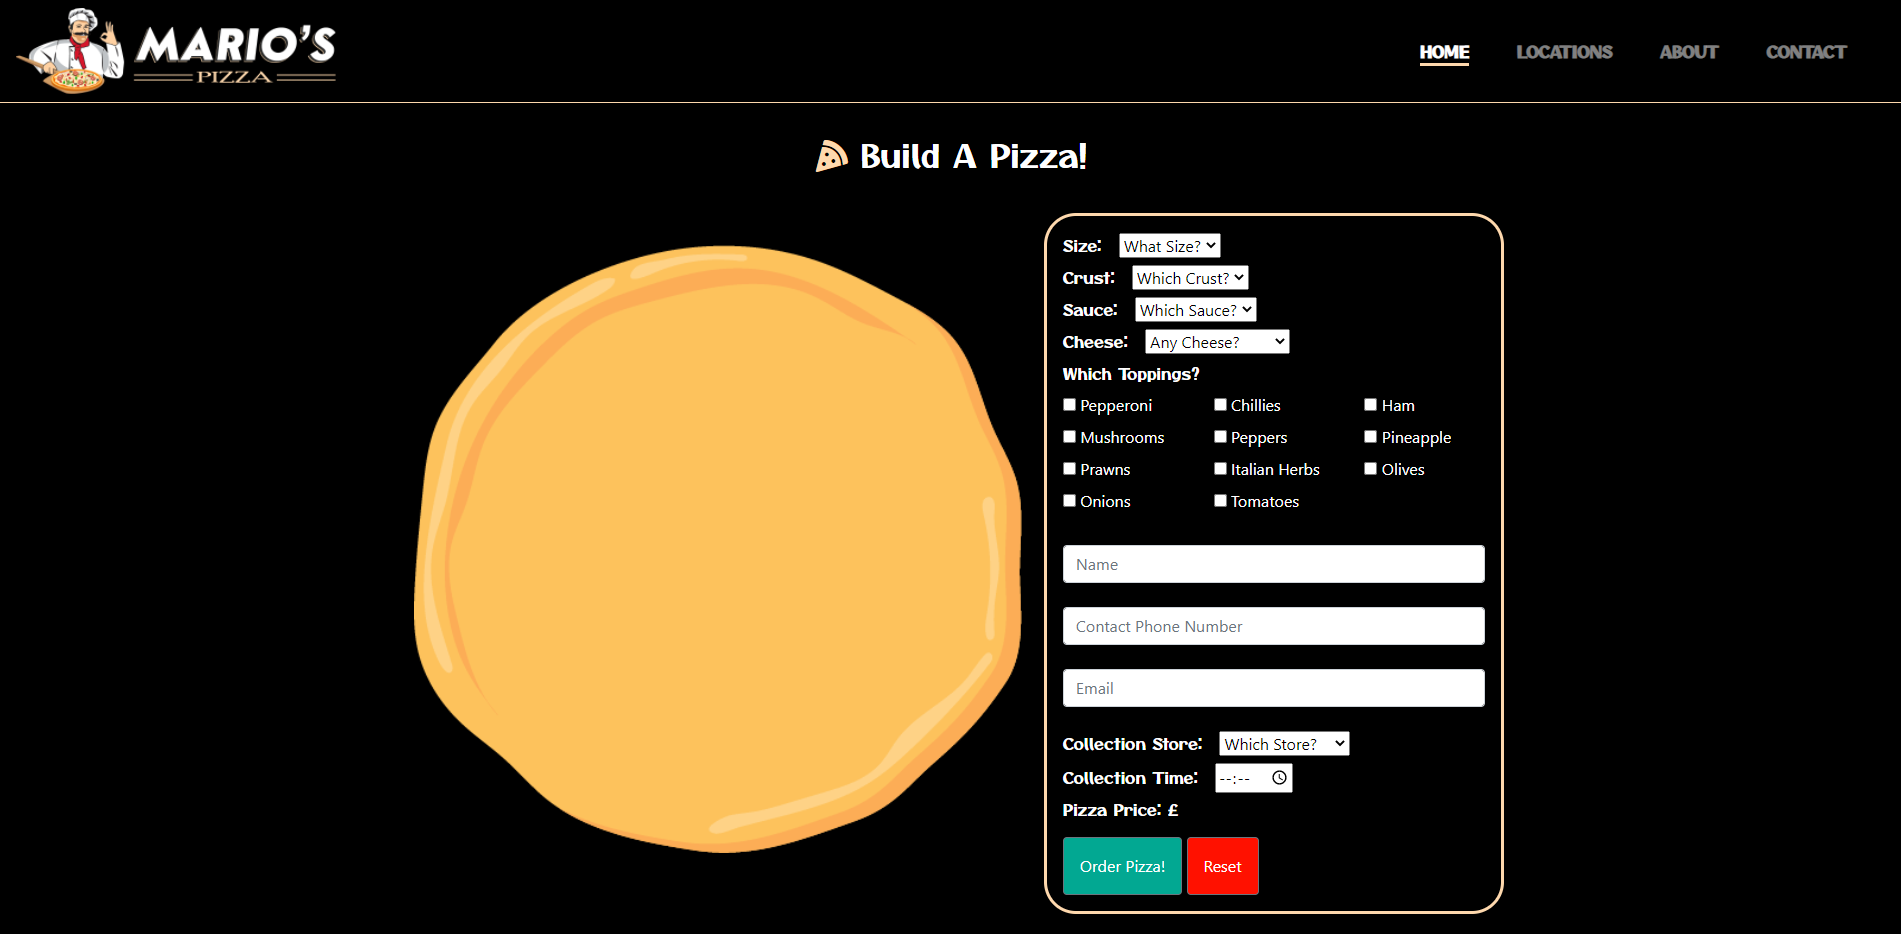 MARIO'S
PIZZA
HOME LOCATIONS ABOUT CONTACT
Build A Pizza!
Size: What Size?
Crust: Which Crust?
Sauce: Which Sauce?
Cheese: Any Cheese?
Which Toppings?
Pepperoni Chillies Ham
Mushrooms Peppers Pineapple
Prawns Italian Herbs Olives
Onions Tomatoes
Name
Contact Phone Number
Email
Collection Store: Which Store?
Collection Time: --:--
Pizza Price: £
Order Pizza! Reset